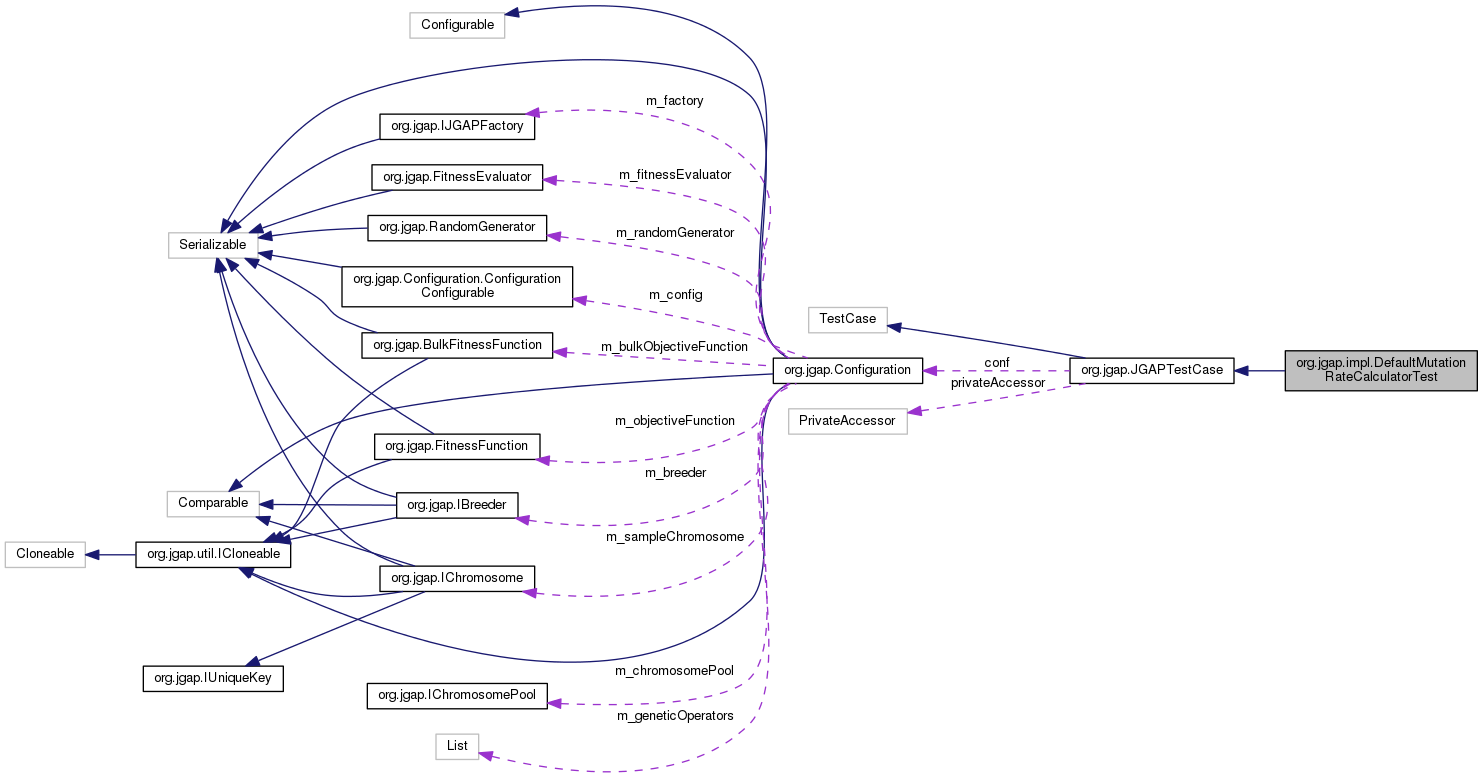 Configurable
m_factory
org.jgap.IJGAPFactory
m_fitnessEvaluator
org.jgap.FitnessEvaluator
org.jgap.RandomGenerator
m_randomGenerator
Serializable
org.jgap.Configuration.Configuration
Configurable
m_config
TestCase
org.jgap.BulkFitnessFunction
m_bulkObjectiveFunction
org.jgap.Configuration
conf
privateAccessor
org.jgap.JGAPTestCase
org.jgap.impl.DefaultMutation
RateCalculatorTest
PrivateAccessor
m_objectiveFunction
org.jgap.FitnessFunction
m_breeder
Comparable
org.jgap.IBreeder
m_sampleChromosome
Cloneable
org.jgap.util.ICloneable
org.jgap.IChromosome
org.jgap.IUniqueKey
m_chromosomePool
org.jgap.IChromosomePool
m_geneticOperators
List